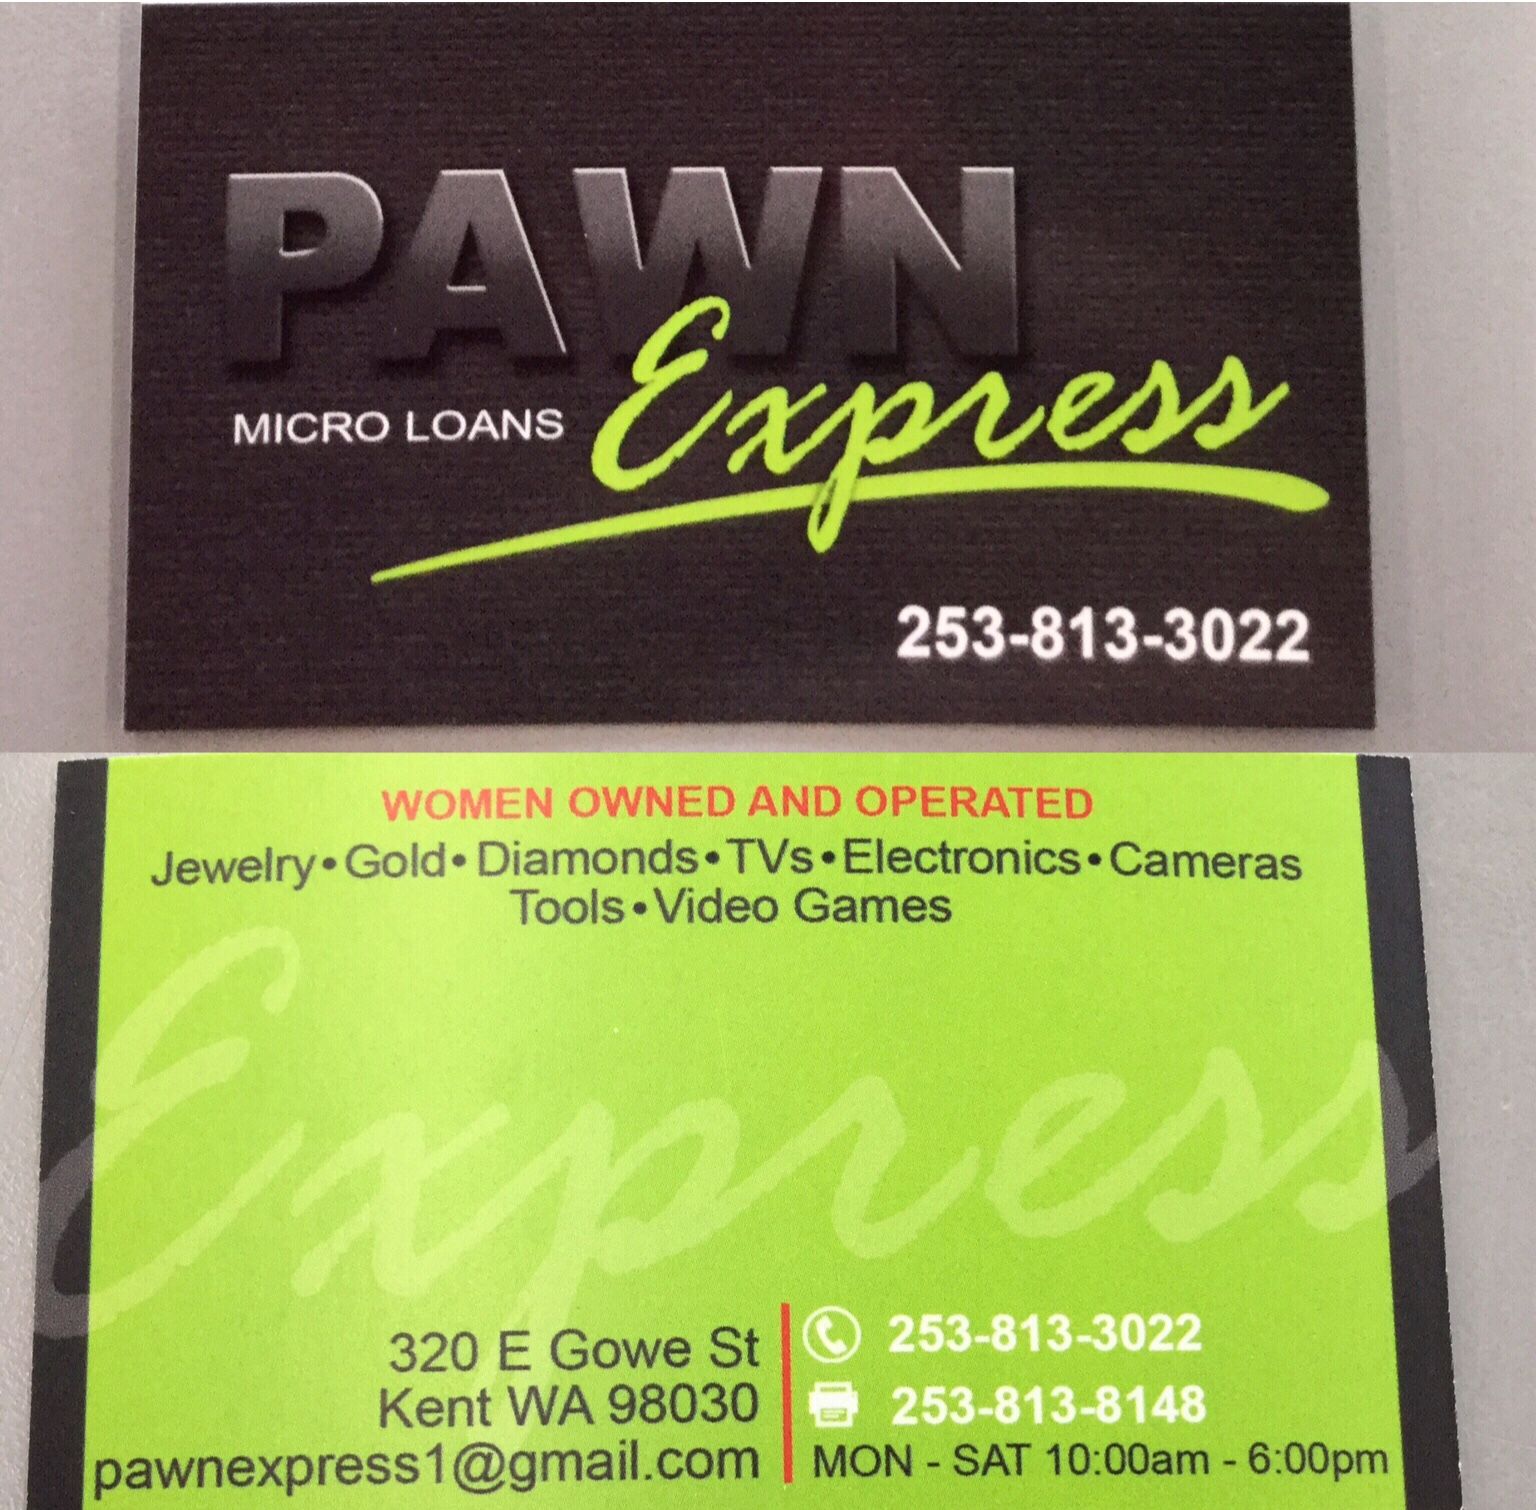 PAWN
Express
MICRO LOANS
253-813-3022
WOMEN OWNED AND OPERATED
Jewelry•Gold•Diamonds•TVs•Electronics•Cameras
Tools•Video Games
Express
320 E Gowe St
Kent WA 98030
pawnexpress1@gmail.com
253-813-3022
253-813-8148
MON - SAT 10:00am - 6:00pm